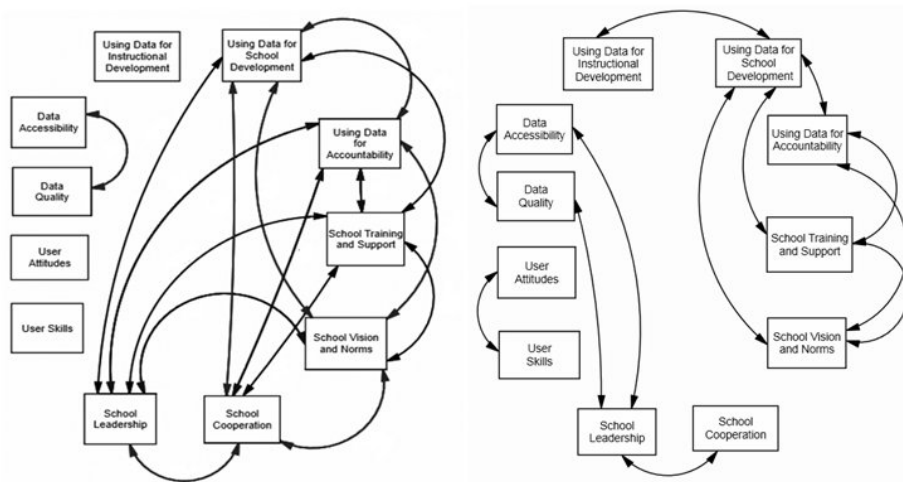 Using Data for
Instructional
Development
Using Data for
School
Development
Data
Accessibility
Using Data
for
Accountability
Data
Quality
School Training
and Support
User
Attitudes
User Skills
School Vision
and Norms
School
Leadership
School
Cooperation
Using Data for
Instructional
Development
Using Data for
School
Development
Data
Accessibility
Using Data for
Accountability
Data
Quality
School Training
and Support
User
Attitudes
User
Skills
School Vision
and Norms
School
Leadership
School
Cooperation